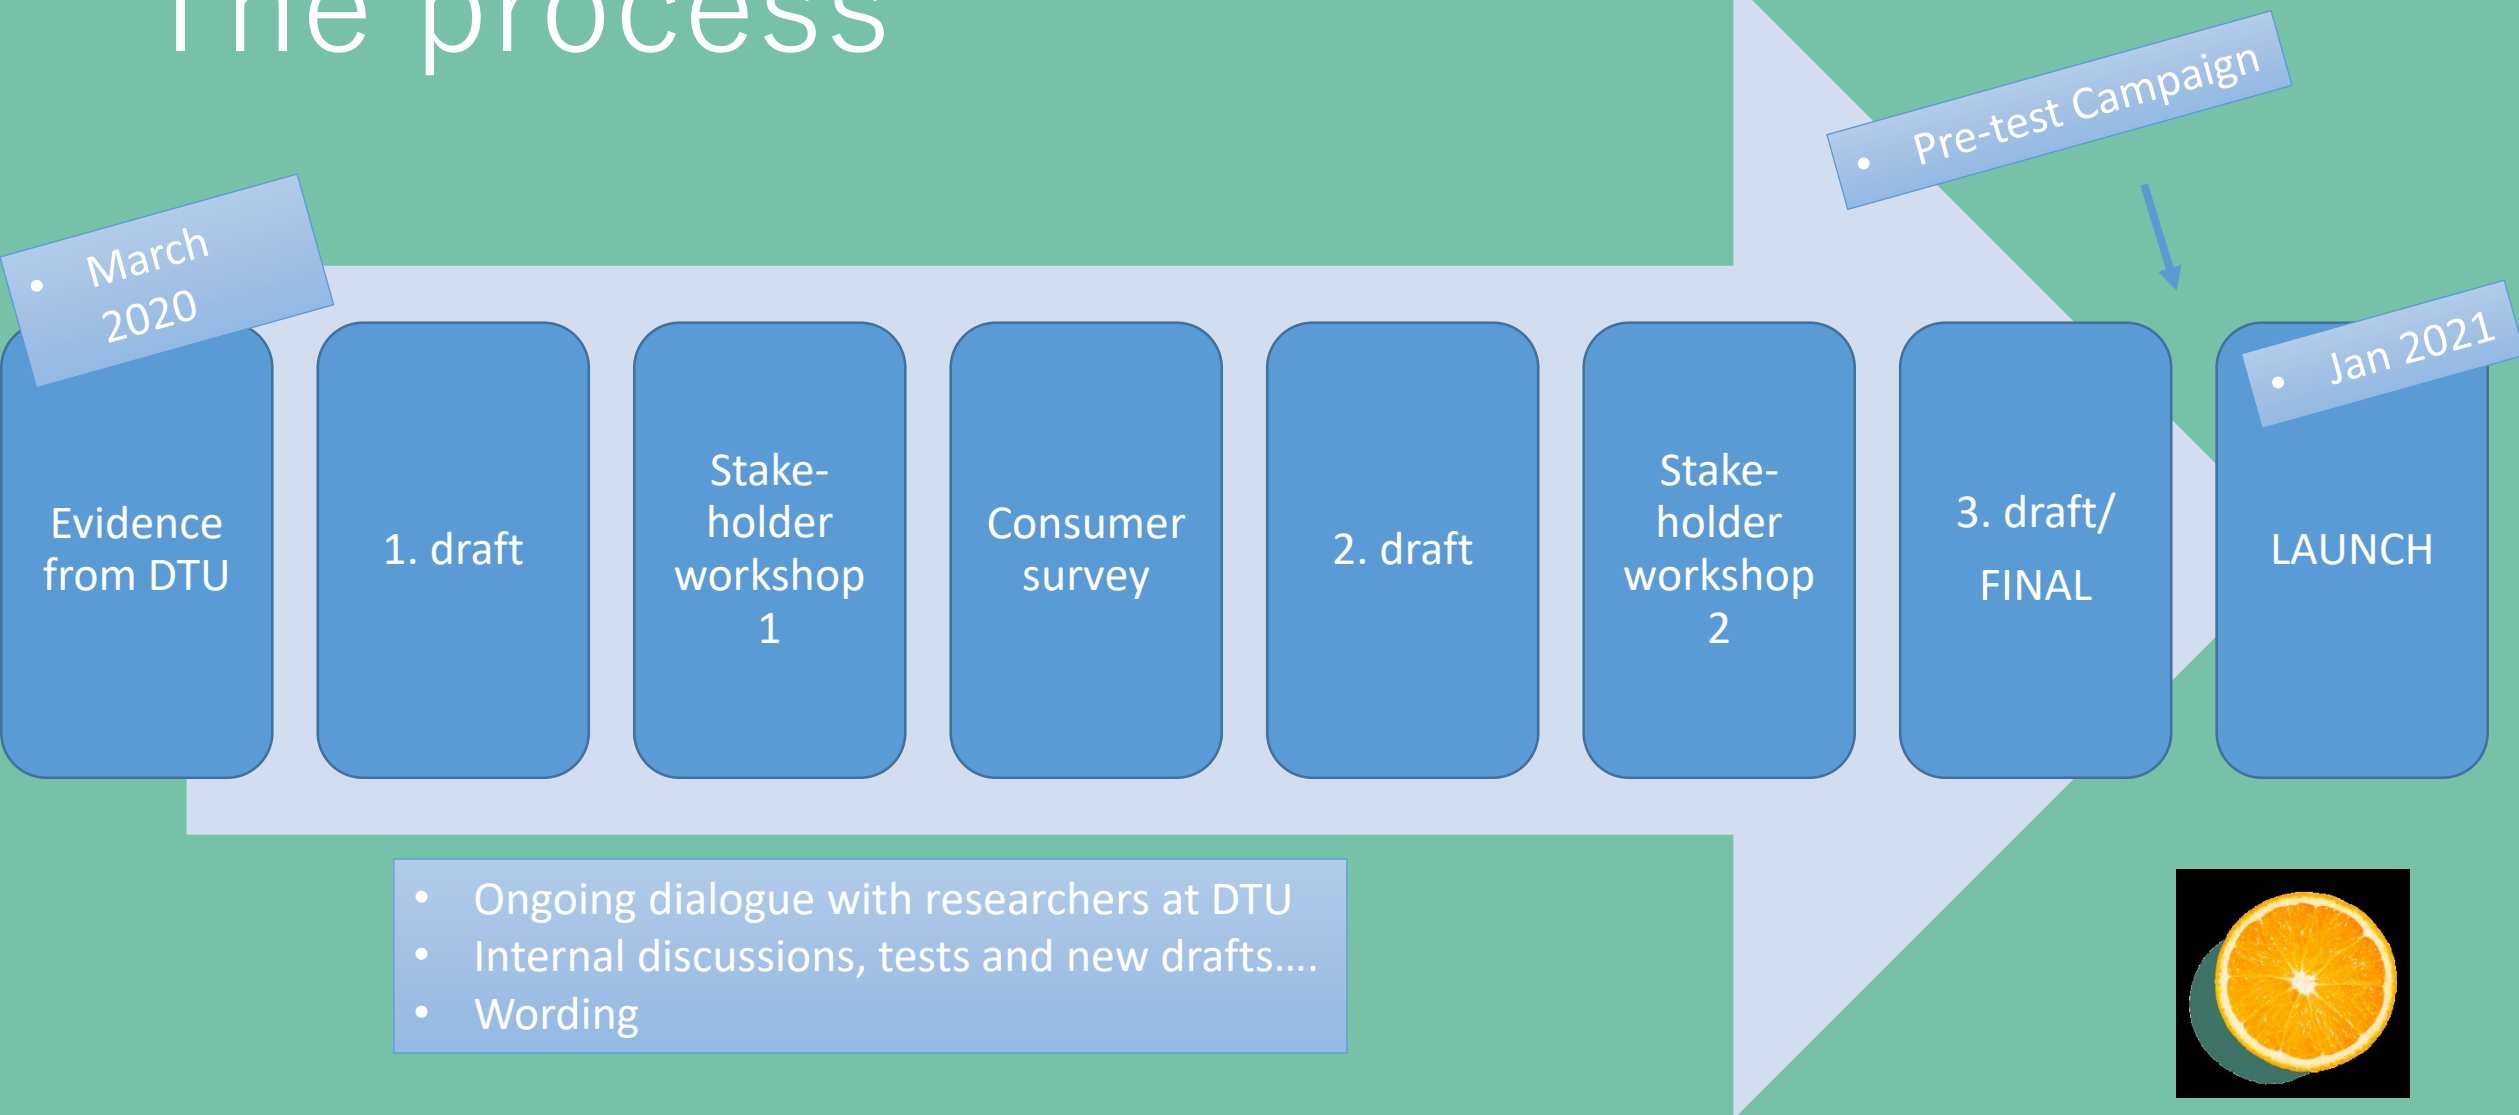 The process
• Pre-test Campaign
• March
2020
• Jan 2021
Evidence
from DTU
1. draft
Stake-
holder
workshop
1
Consumer
survey
2. draft
Stake-
holder
workshop
2
3. draft/
FINAL
LAUNCH
• Ongoing dialogue with researchers at DTU
• Internal discussions, tests and new drafts....
• Wording